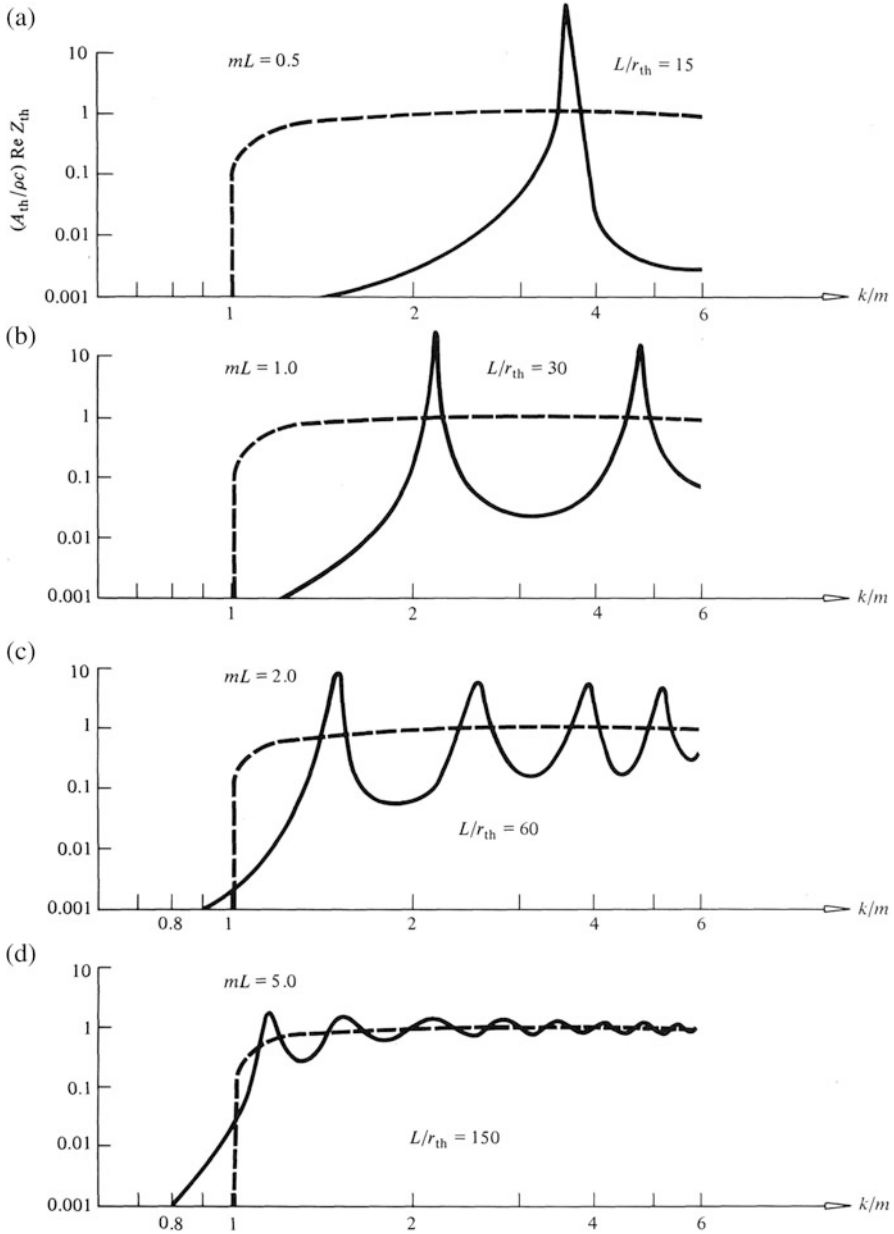 (a)
10
1
0.1
0.01
0.001
(A_th/ρc) Re Z_th
mL = 0.5
L/r_th = 15
1
2
4
6
k/m
(b)
10
1
0.1
0.01
0.001
mL = 1.0
L/r_th = 30
1
2
4
6
k/m
(c)
10
1
0.1
0.01
0.001
mL = 2.0
L/r_th = 60
0.8
1
2
4
6
k/m
(d)
10
1
0.1
0.01
0.001
mL = 5.0
L/r_th = 150
0.8
1
2
4
6
k/m